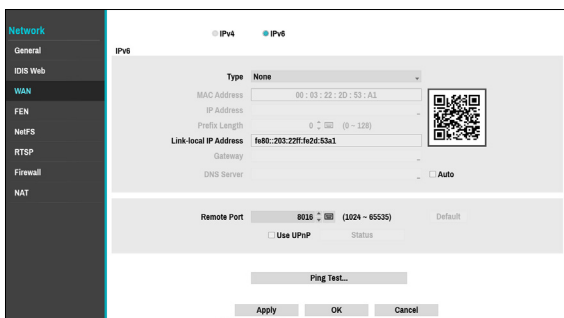 Network
General
IDIS Web
WAN
FEN
NetFS
RTSP
Firewall
NAT
IPv4 IPv6
IPv6
Type None
MAC Address 00 : 03 : 22 : 2D : 53 : A1
IP Address
Prefix Length 0 (0 ~ 128)
Link-local IP Address fe80::203:22ff:fe2d:53a1
Gateway
DNS Server Auto
Remote Port 8016 (1024 ~ 65535) Default
Use UPnP Status
Ping Test...
Apply OK Cancel